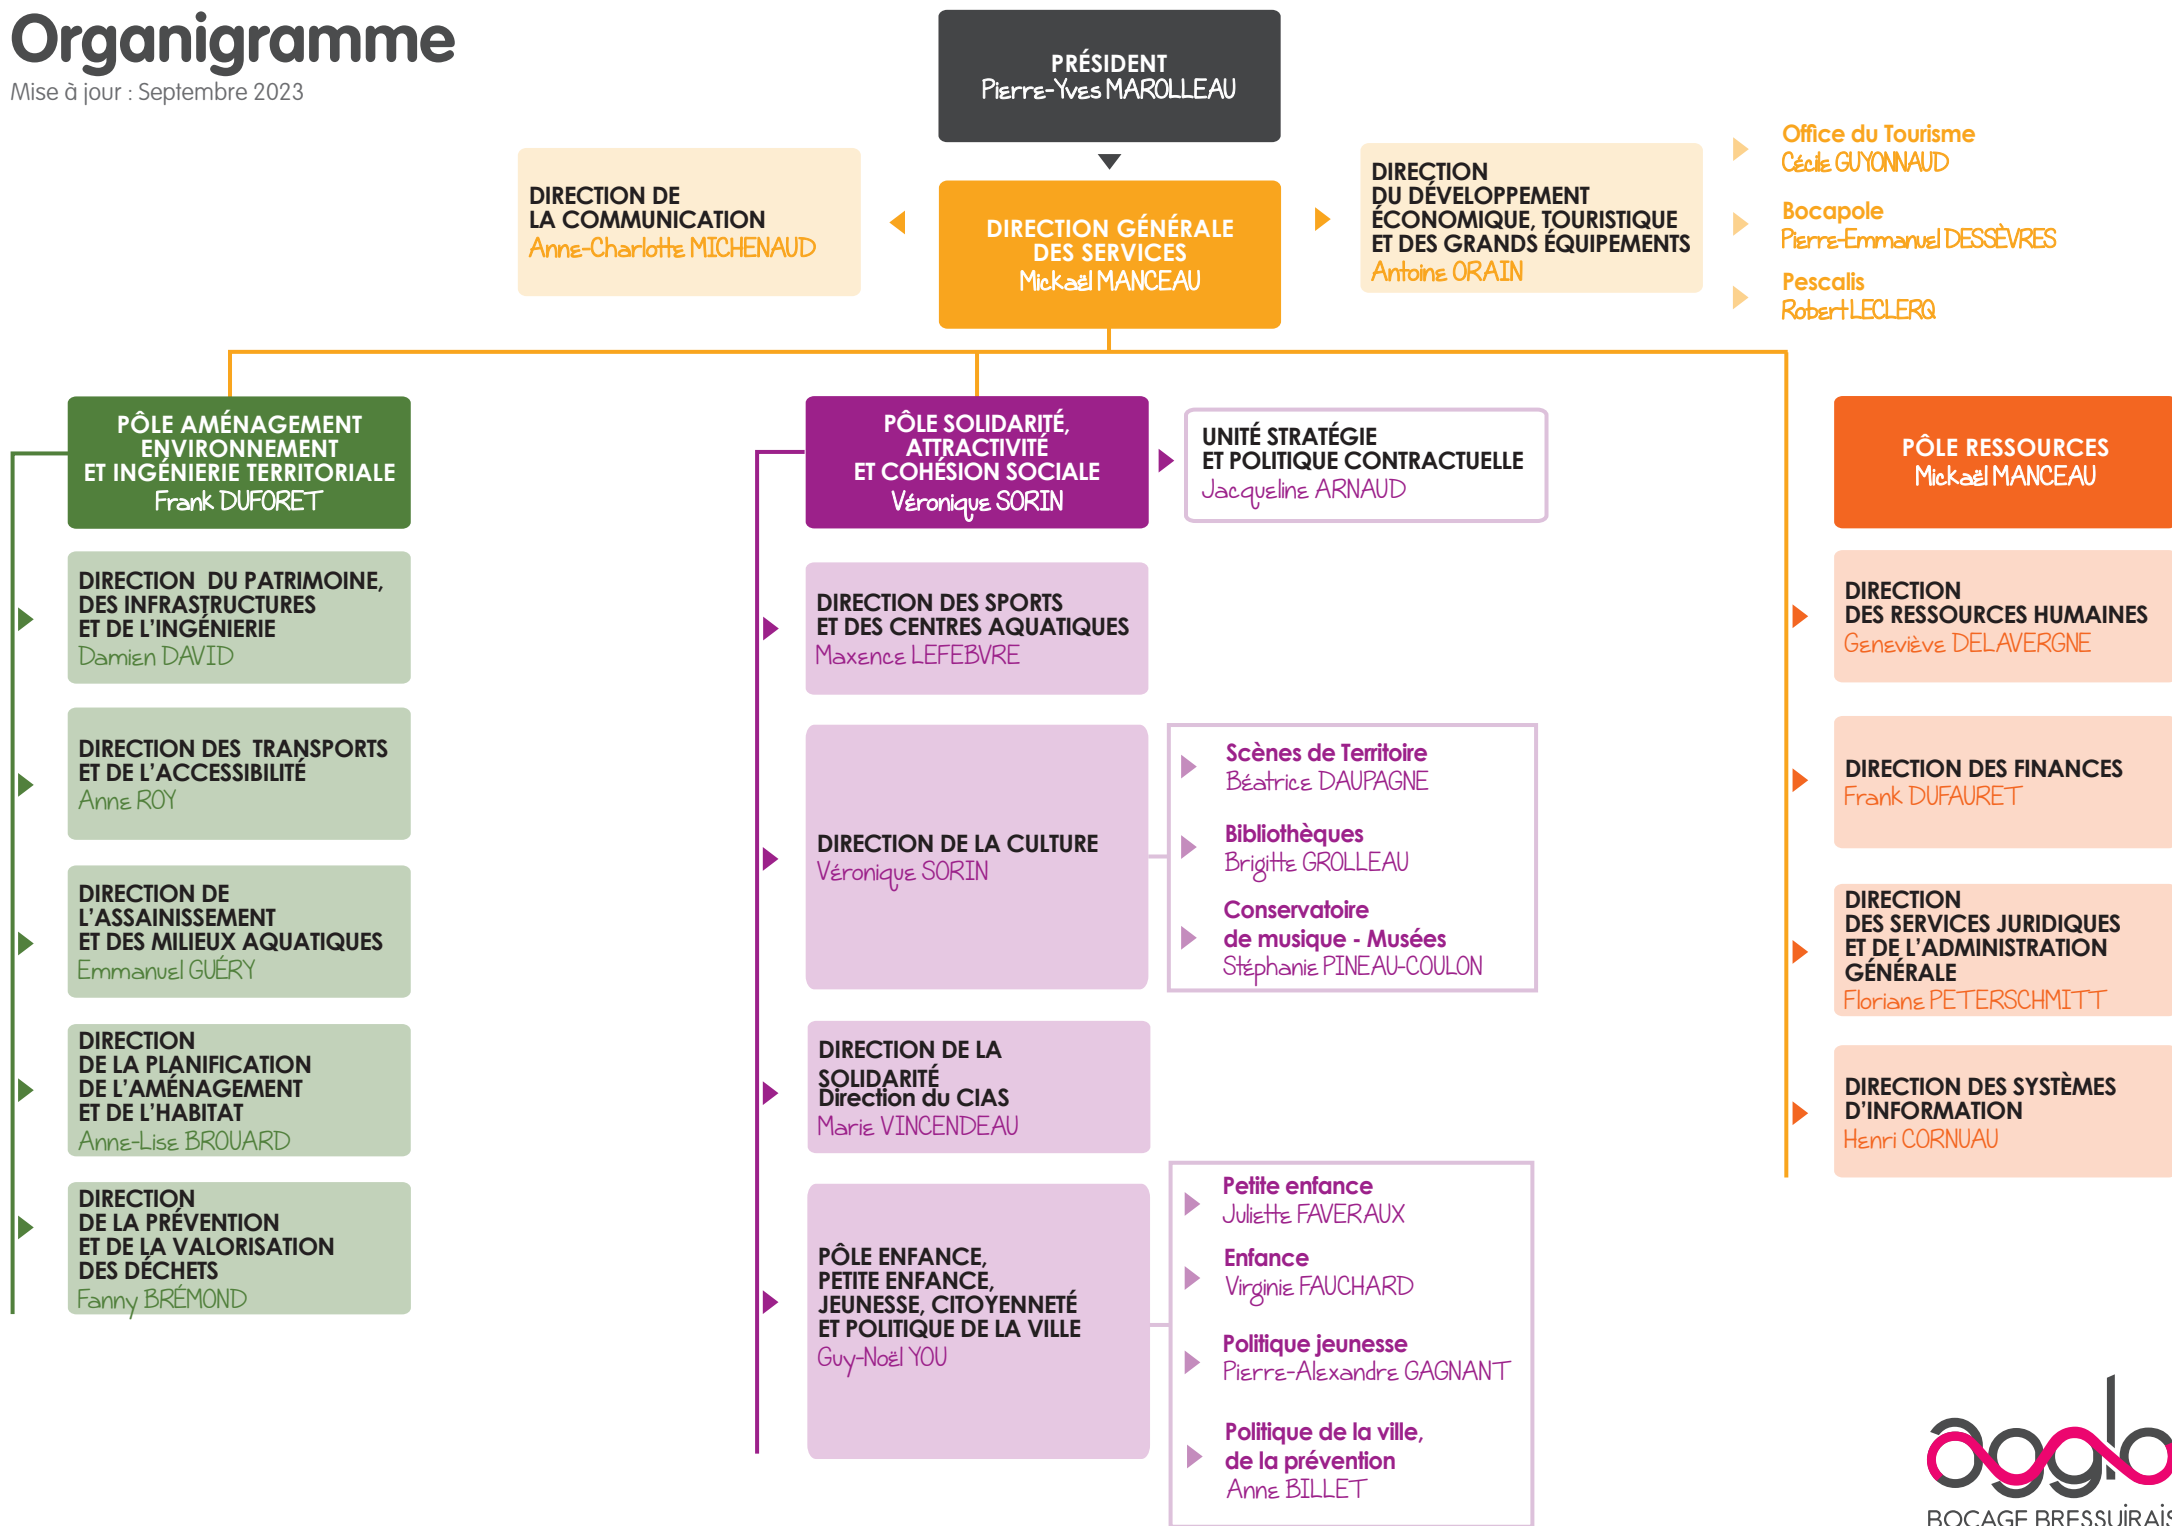 Organigramme
Mise à jour : Septembre 2023
PRÉSIDENT
Pierre-Yves MAROLLEAU
DIRECTION DE
LA COMMUNICATION
Anne-Charlotte MICHENAUD
DIRECTION GÉNÉRALE
DES SERVICES
Mickaël MANCEAU
DIRECTION
DU DÉVELOPPEMENT
ÉCONOMIQUE, TOURISTIQUE
ET DES GRANDS ÉQUIPEMENTS
Antoine ORAIN
Office du Tourisme
Cécile GUYONNAUD
Bocapole
Pierre-Emmanuel DESSÈVRES
Pescalis
Robert LECLERQ
PÔLE AMÉNAGEMENT
ENVIRONNEMENT
ET INGÉNIERIE TERRITORIALE
Frank DUFORET
DIRECTION DU PATRIMOINE,
DES INFRASTRUCTURES
ET DE L'INGÉNIERIE
Damien DAVID
DIRECTION DES TRANSPORTS
ET DE L'ACCESSIBILITÉ
Anne ROY
DIRECTION DE
L'ASSAINISSEMENT
ET DES MILIEUX AQUATIQUES
Emmanuel GUÉRY
DIRECTION
DE LA PLANIFICATION
DE L'AMÉNAGEMENT
ET DE L'HABITAT
Anne-Lise BROUARD
DIRECTION
DE LA PRÉVENTION
ET DE LA VALORISATION
DES DÉCHETS
Fanny BRÉMOND
PÔLE SOLIDARITÉ,
ATTRACTIVITÉ
ET COHÉSION SOCIALE
Véronique SORIN
UNITÉ STRATÉGIE
ET POLITIQUE CONTRACTUELLE
Jacqueline ARNAUD
DIRECTION DES SPORTS
ET DES CENTRES AQUATIQUES
Maxence LEFEBVRE
DIRECTION DE LA CULTURE
Véronique SORIN
Scènes de Territoire
Béatrice DAUPAGNE
Bibliothèques
Brigitte GROLLEAU
Conservatoire
de musique - Musées
Stéphanie PINEAU-COULON
DIRECTION DE LA
SOLIDARITÉ
Direction du CIAS
Marie VINCENDEAU
PÔLE ENFANCE,
PETITE ENFANCE,
JEUNESSE, CITOYENNETÉ
ET POLITIQUE DE LA VILLE
Guy-Noël YOU
Petite enfance
Juliette FAVERAUX
Enfance
Virginie FAUCHARD
Politique jeunesse
Pierre-Alexandre GAGNANT
Politique de la ville,
de la prévention
Anne BILLET
PÔLE RESSOURCES
Mickaël MANCEAU
DIRECTION
DES RESSOURCES HUMAINES
Geneviève DELAVERGNE
DIRECTION DES FINANCES
Frank DUFAURET
DIRECTION
DES SERVICES JURIDIQUES
ET DE L'ADMINISTRATION
GÉNÉRALE
Floriane PETERSCHMITT
DIRECTION DES SYSTÈMES
D'INFORMATION
Henri CORNUAU
agglo
BOCAGE BRESSUIRAIS